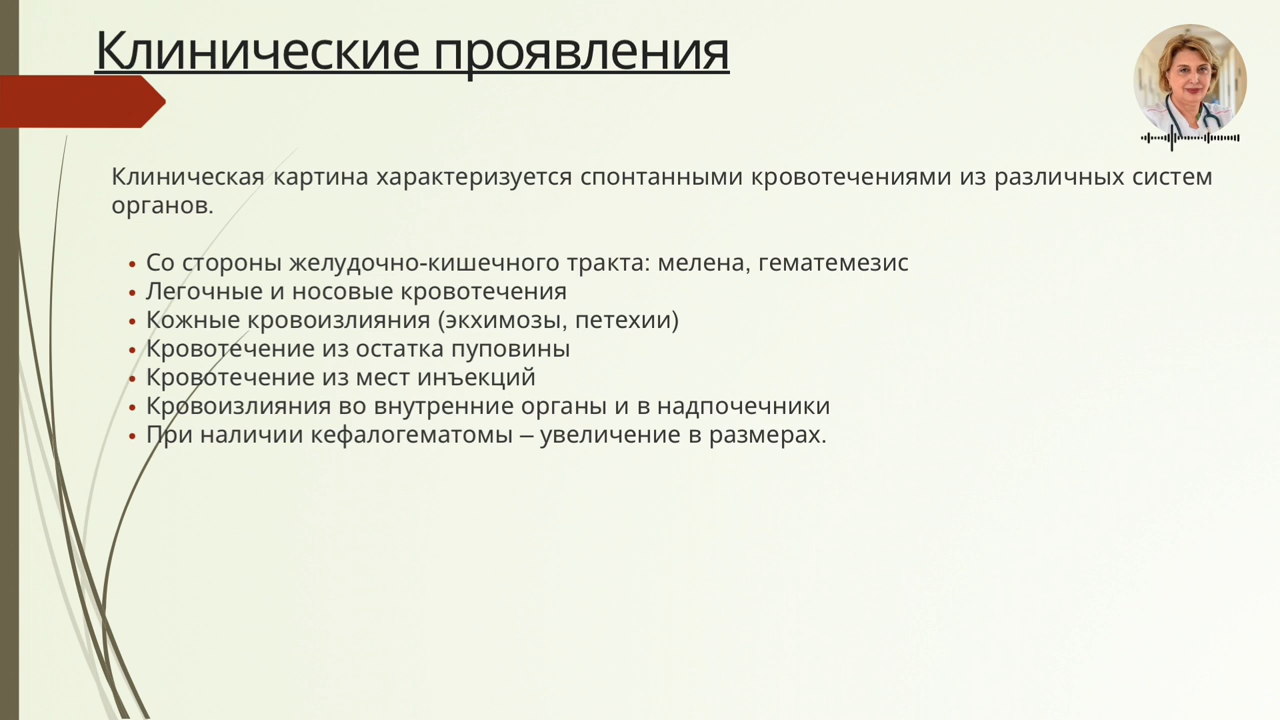 Клинические проявления
Клиническая картина характеризуется спонтанными кровотечениями из различных систем
органов.
• Со стороны желудочно-кишечного тракта: мелена, гематемезис
• Легочные и носовые кровотечения
• Кожные кровоизлияния (экхимозы, петехии)
• Кровотечение из остатка пуповины
• Кровотечение из мест инъекций
• Кровоизлияния во внутренние органы и в надпочечники
• При наличии кефалогематомы – увеличение в размерах.